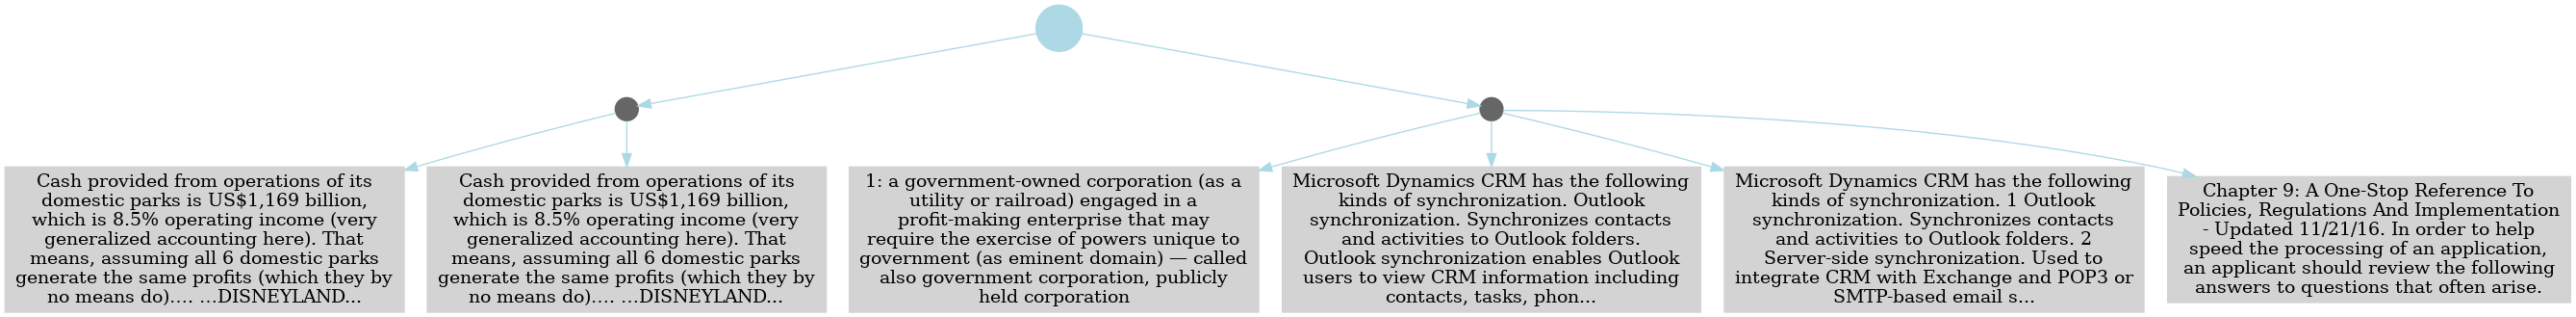 Cash provided from operations of its
domestic parks is US$1,169 billion,
which is 8.5% operating income (very
generalized accounting here). That
means, assuming all 6 domestic parks
generate the same profits (which they by
no means do).... ...DISNEYLAND...
Cash provided from operations of its
domestic parks is US$1,169 billion,
which is 8.5% operating income (very
generalized accounting here). That
means, assuming all 6 domestic parks
generate the same profits (which they by
no means do).... ...DISNEYLAND...
1: a government-owned corporation (as a
utility or railroad) engaged in a
profit-making enterprise that may
require the exercise of powers unique to
government (as eminent domain) — called
also government corporation, publicly
held corporation
Microsoft Dynamics CRM has the following
kinds of synchronization. Outlook
synchronization. Synchronizes contacts
and activities to Outlook folders.
Outlook synchronization enables Outlook
users to view CRM information including
contacts, tasks, phon...
Microsoft Dynamics CRM has the following
kinds of synchronization. 1 Outlook
synchronization. Synchronizes contacts
and activities to Outlook folders. 2
Server-side synchronization. Used to
integrate CRM with Exchange and POP3 or
SMTP-based email s...
Chapter 9: A One-Stop Reference To
Policies, Regulations And Implementation
- Updated 11/21/16. In order to help
speed the processing of an application,
an applicant should review the following
answers to questions that often arise.